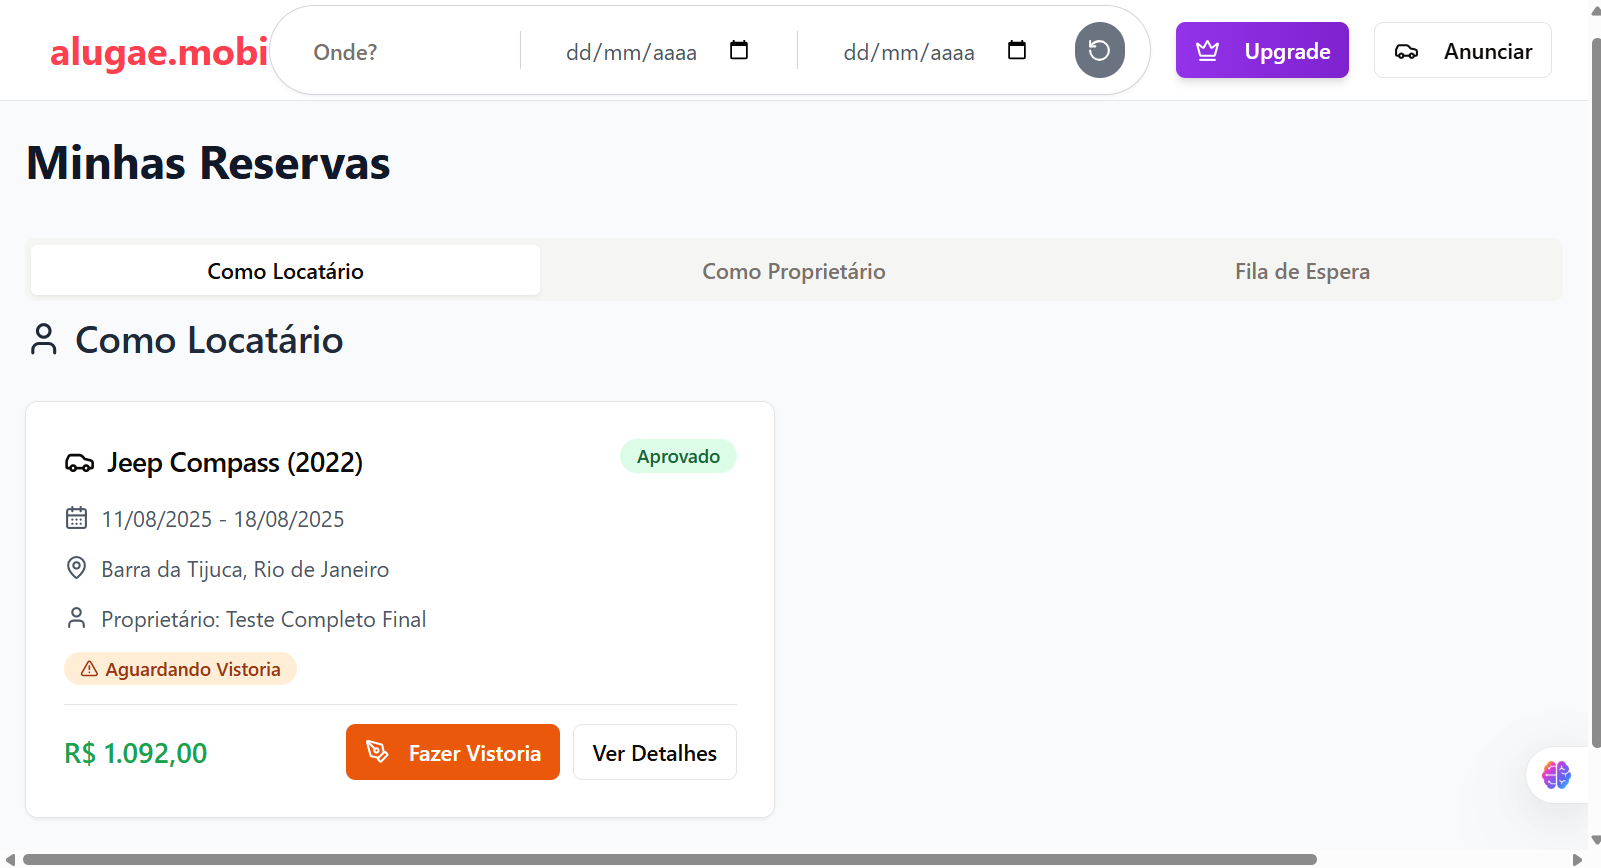 alugae.mobi Onde? dd/mm/aaaa dd/mm/aaaa Upgrade Anunciar
Minhas Reservas
Como Locatário Como Proprietário Fila de Espera
Como Locatário
Jeep Compass (2022) Aprovado
11/08/2025 - 18/08/2025
Barra da Tijuca, Rio de Janeiro
Proprietário: Teste Completo Final
Aguardando Vistoria
R$ 1.092,00 Fazer Vistoria Ver Detalhes